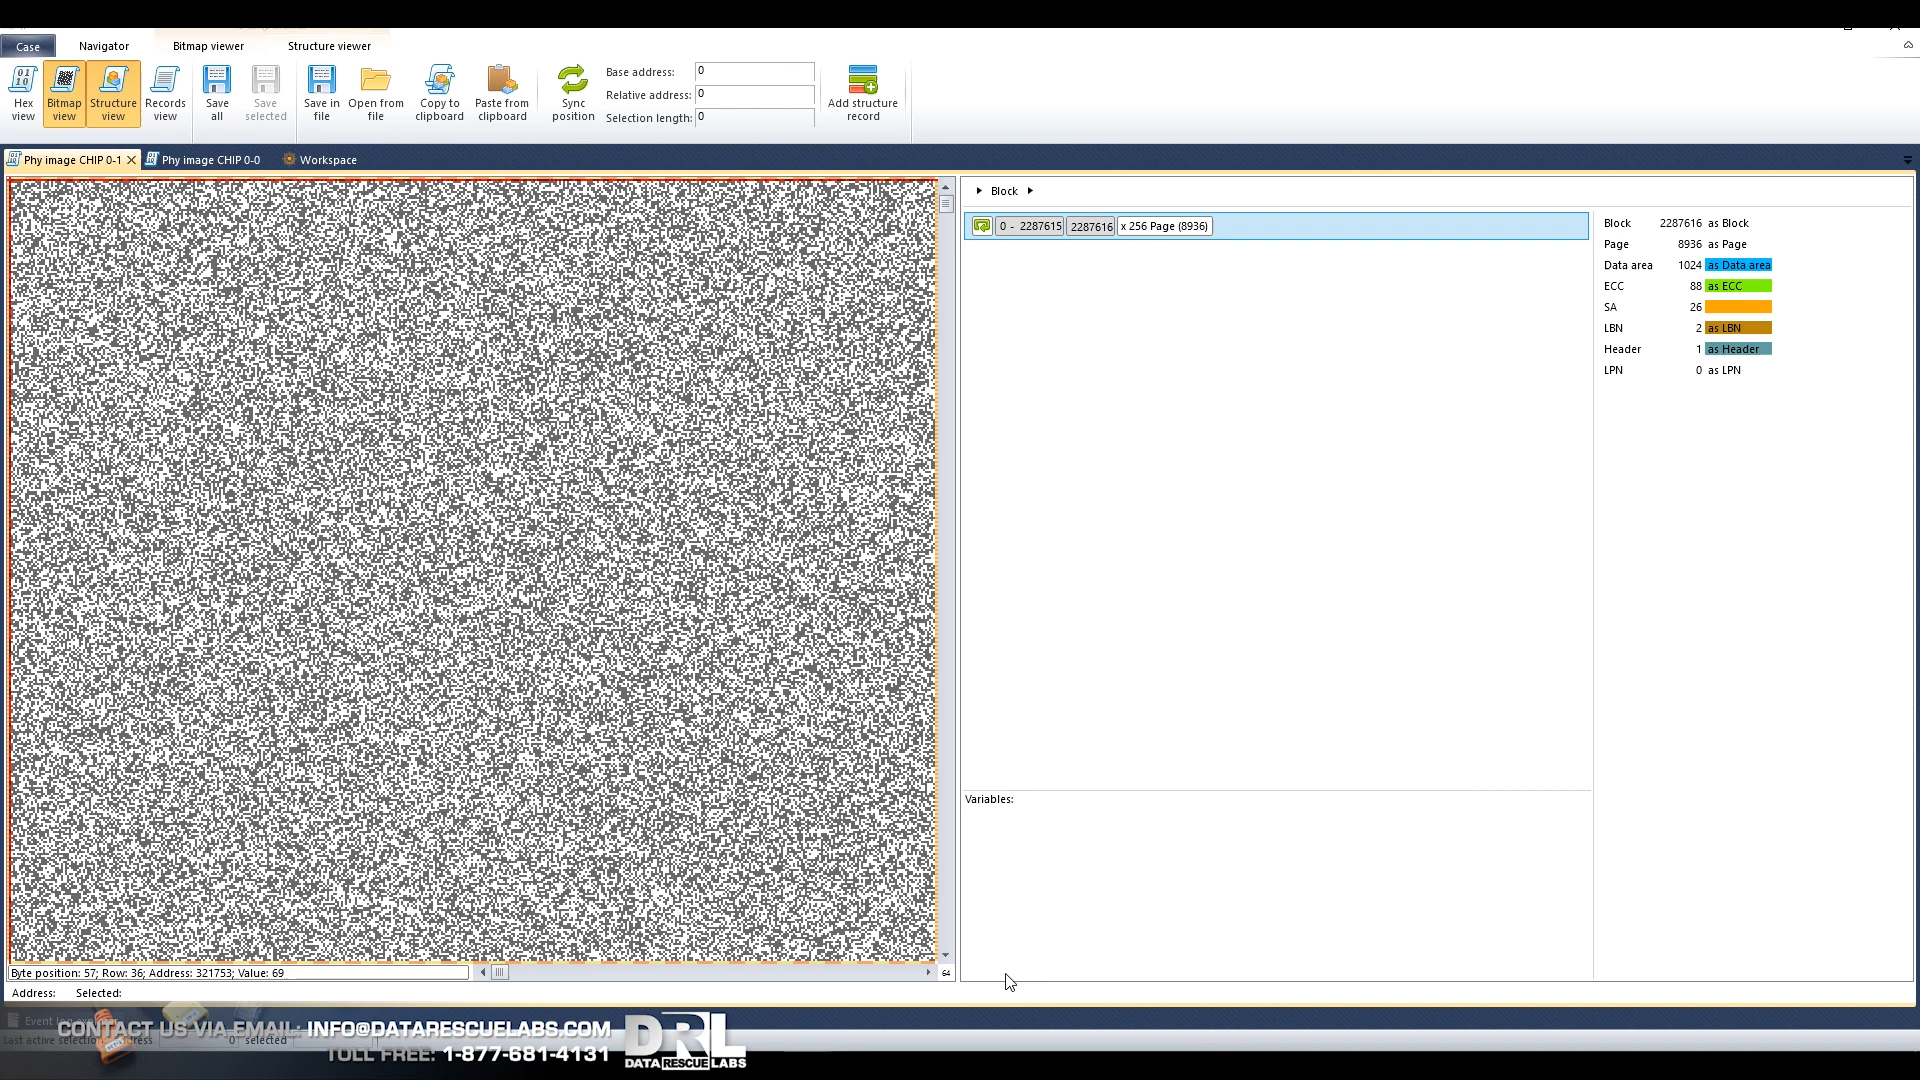 Case Navigator Bitmap viewer Structure viewer
Hex view Bitmap view Structure view Records view Save all Save selected Save in file Open from file Copy to clipboard Paste from clipboard Sync position
Base address: 0
Relative address: 0
Selection length: 0
Add structure record
Phy image CHIP 0-1 Phy image CHIP 0-0 Workspace
Block
0 - 2287615 2287616 x 256 Page (8936)
Block 2287616 as Block
Page 8936 as Page
Data area 1024 as Data area
ECC 88 as ECC
SA 26
LBN 2 as LBN
Header 1 as Header
LPN 0 as LPN
Variables:
Byte position: 57; Row: 36; Address: 321753; Value: 69
64
Address: Selected:
CONTACT US VIA EMAIL: INFO@DATARESCUELABS.COM
TOLL FREE: 1-877-681-4131
DRL
DATA RESCUE LABS
0 selected